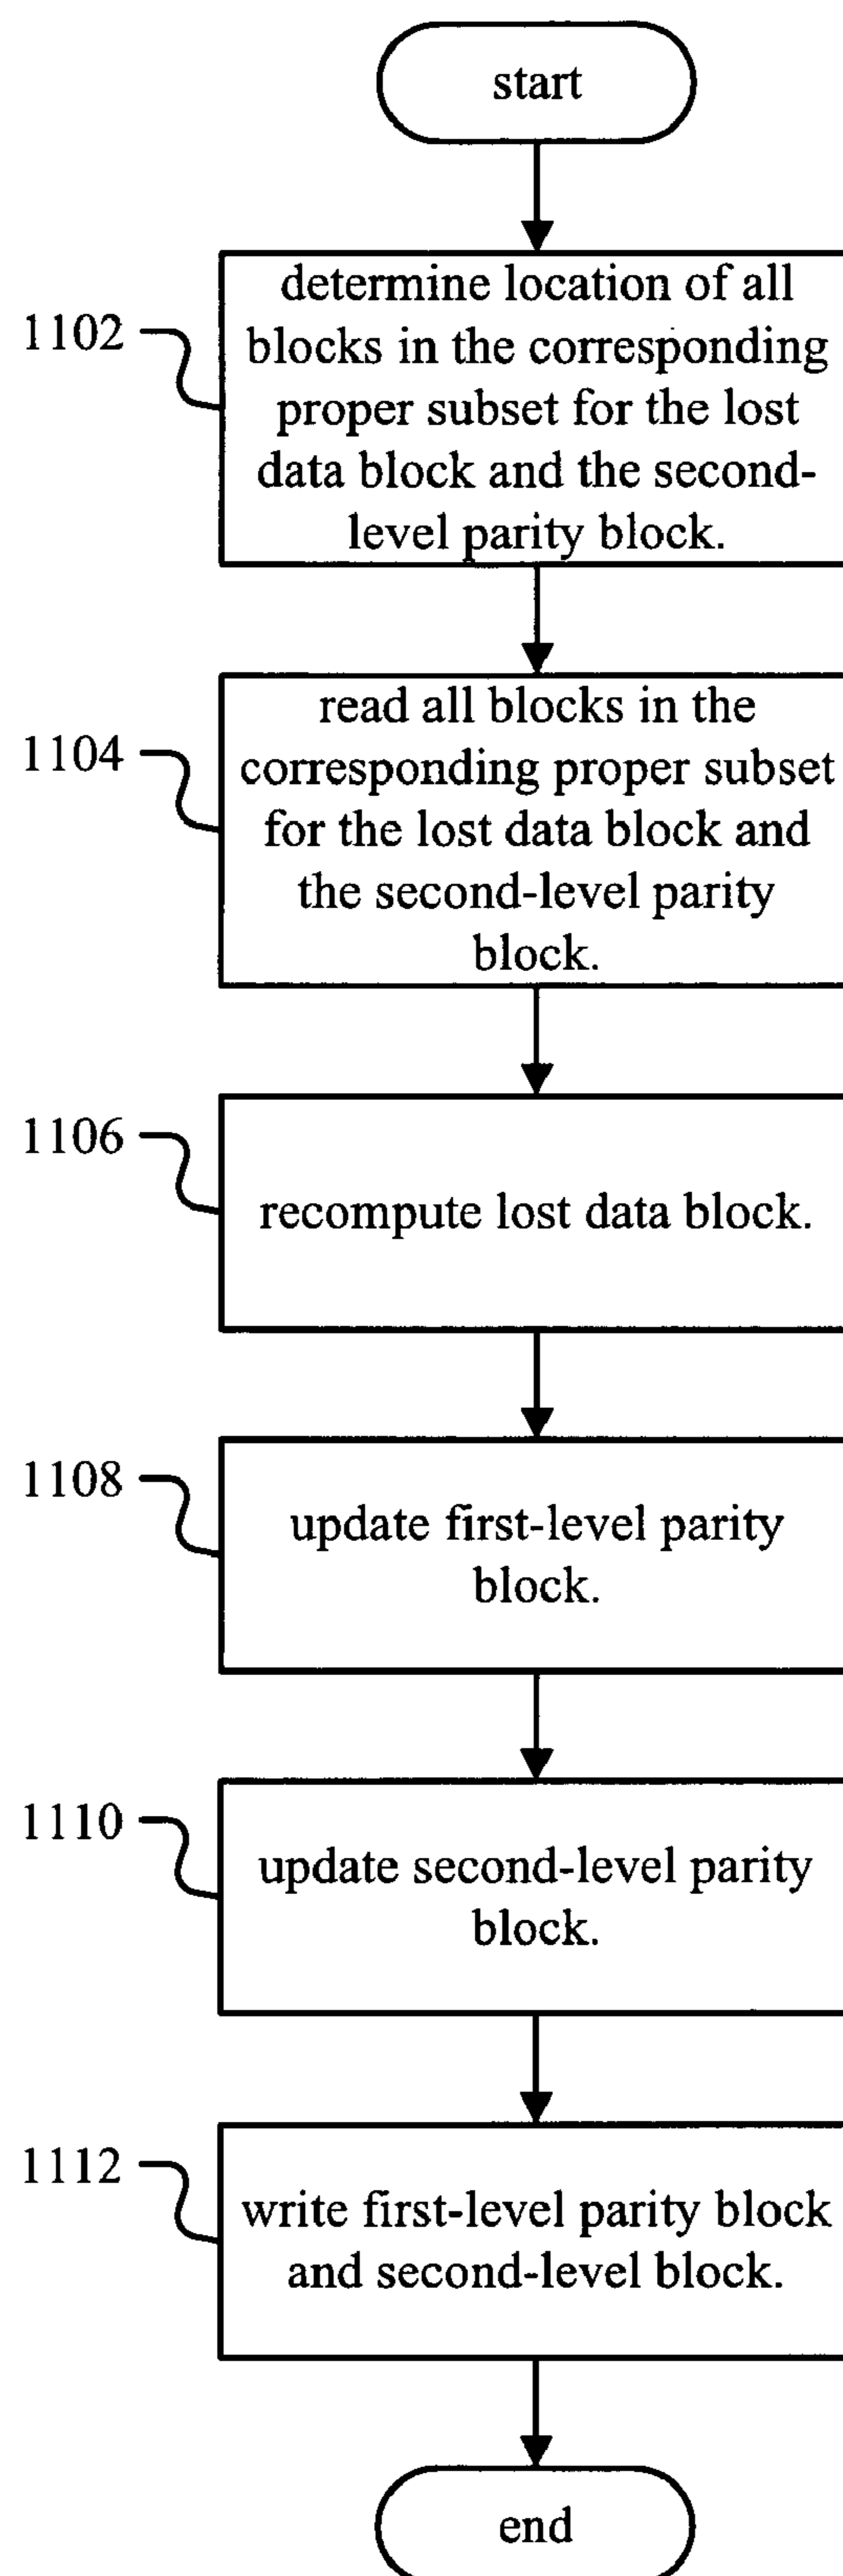 start
1102
determine location of all
blocks in the corresponding
proper subset for the lost
data block and the second-
level parity block.
1104
read all blocks in the
corresponding proper subset
for the lost data block and
the second-level parity
block.
1106
recompute lost data block.
1108
update first-level parity
block.
1110
update second-level parity
block.
1112
write first-level parity block
and second-level block.
end